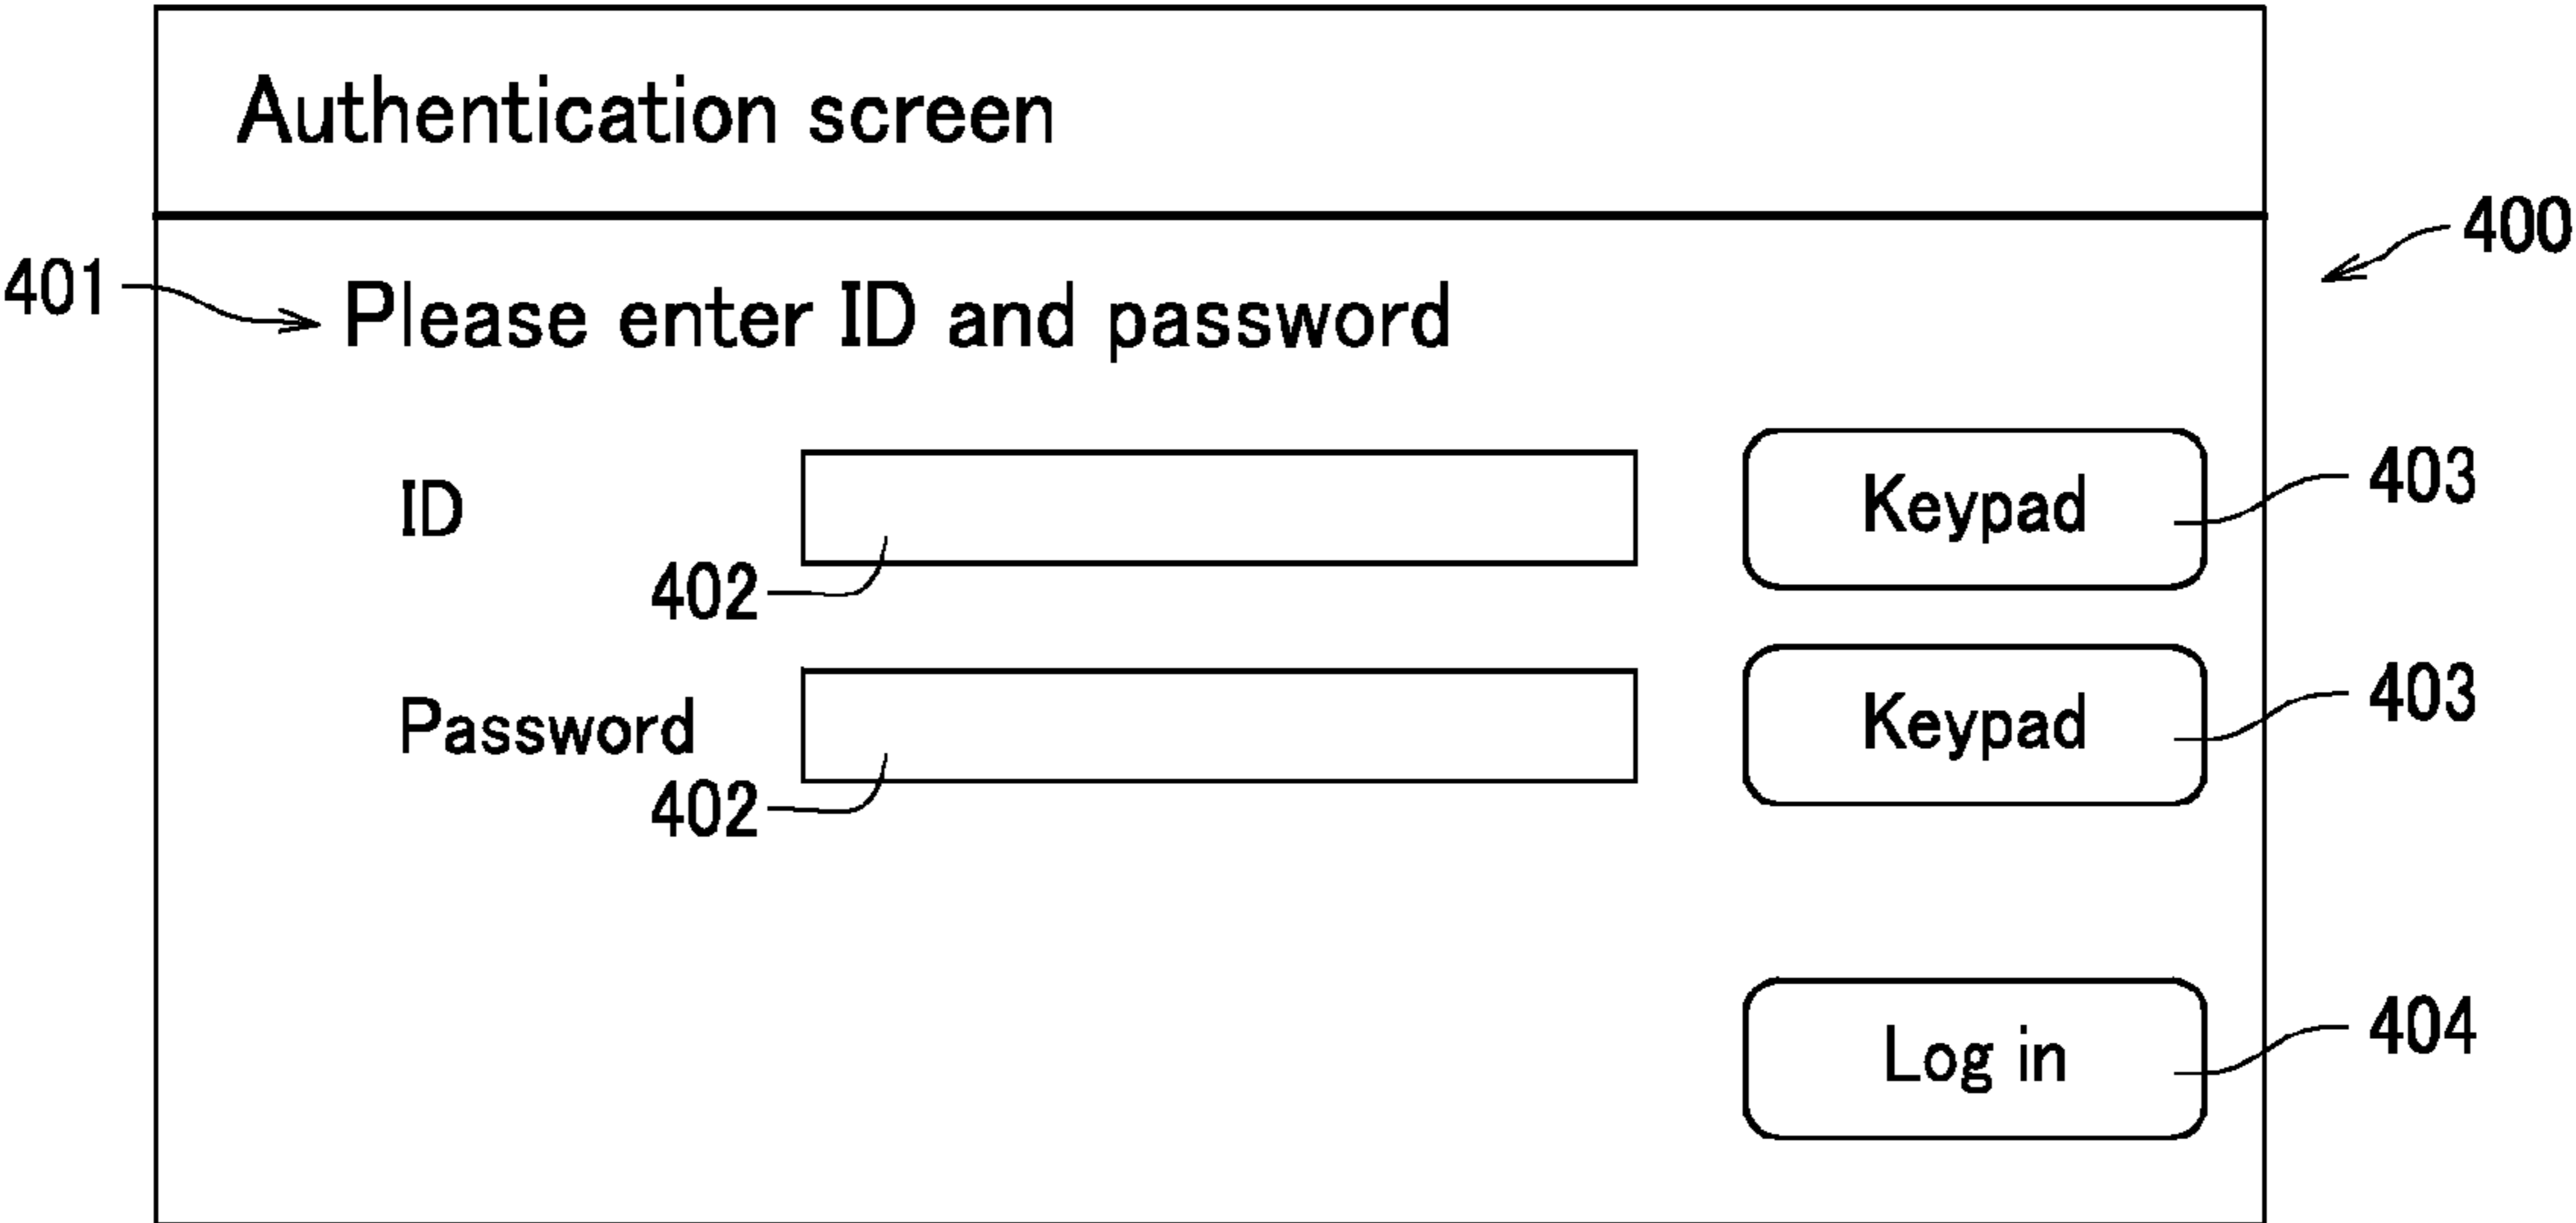 Authentication screen
400
401 Please enter ID and password
ID Keypad 403
402
Password Keypad 403
402
Log in 404